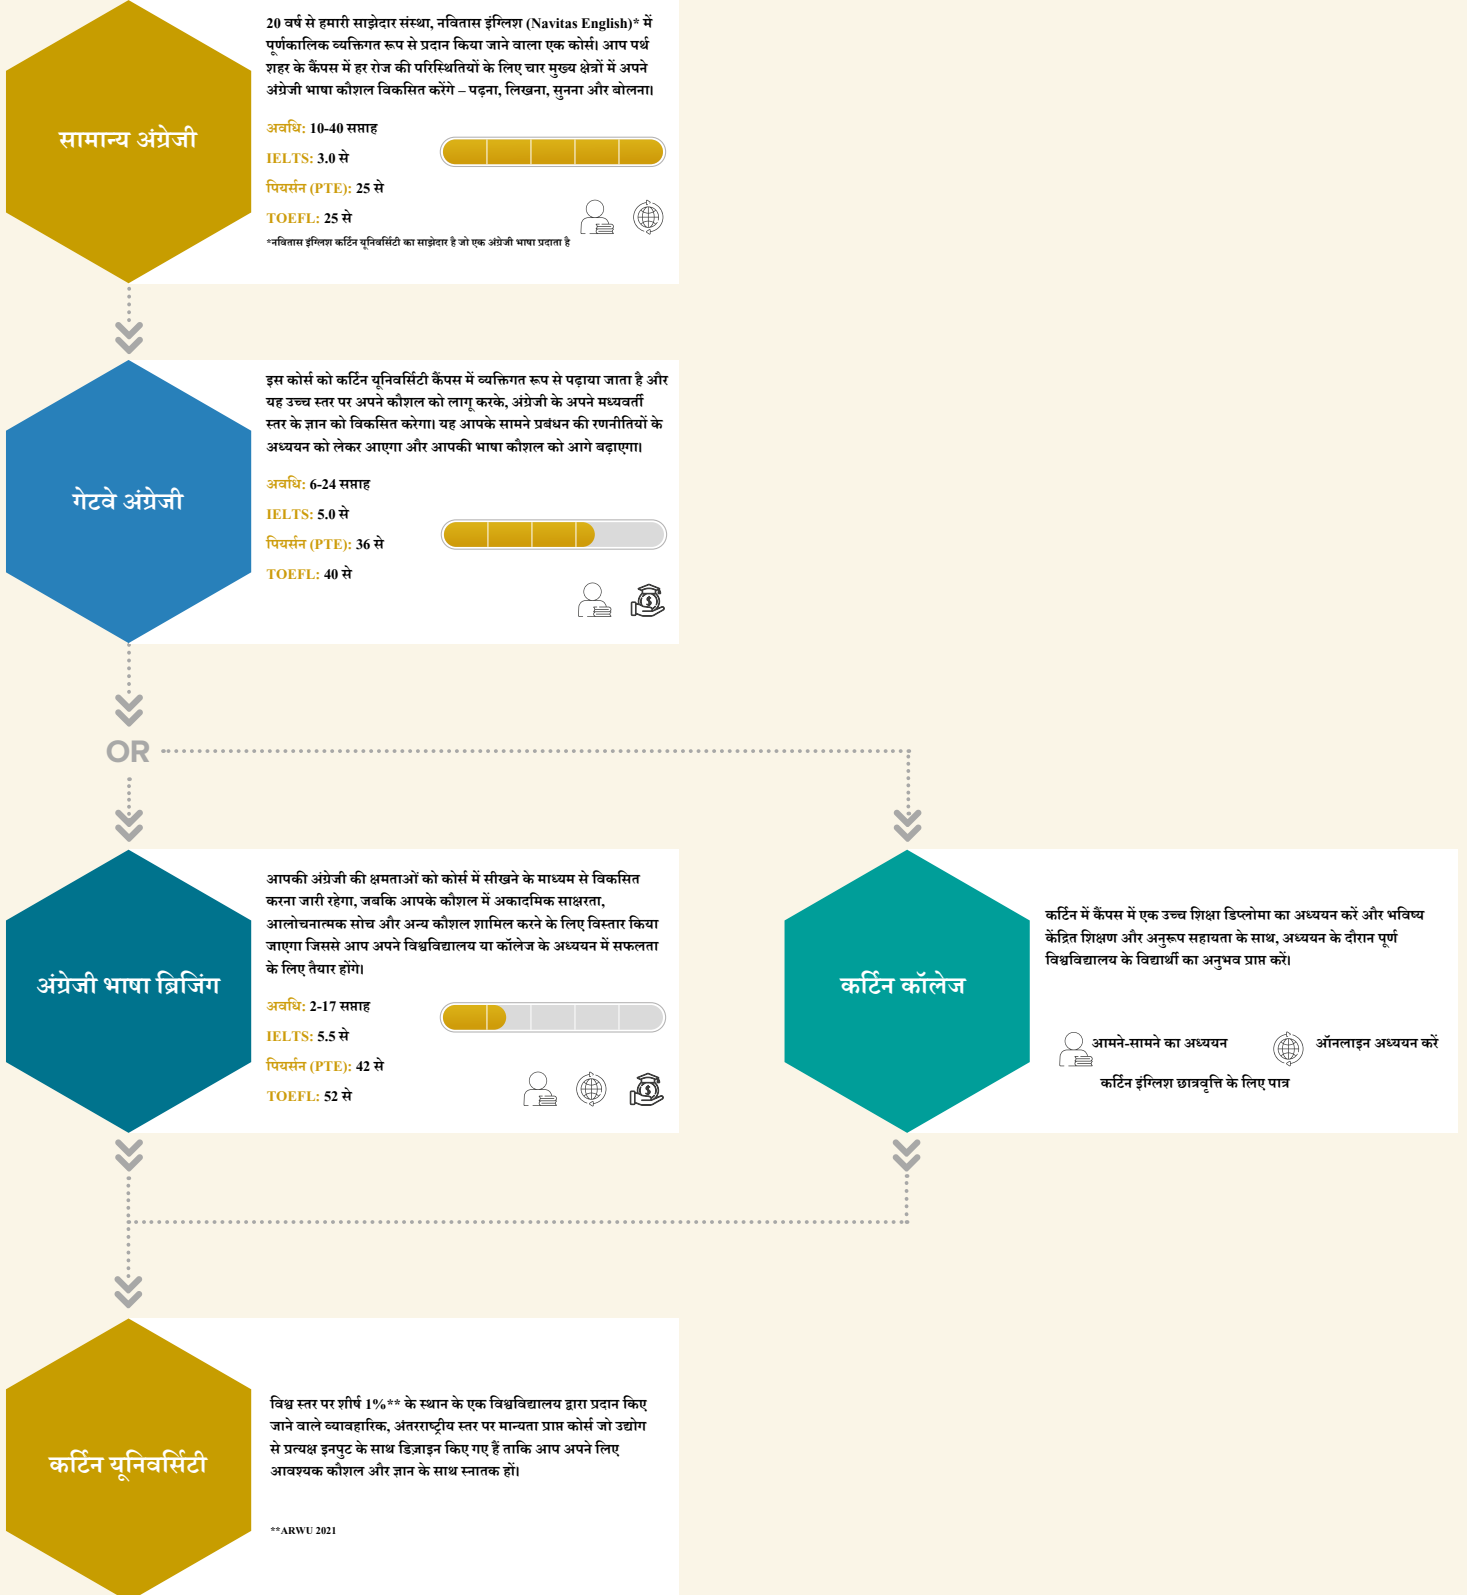 20 वर्ष से हमारी साझेदार संस्था, नवितास इंग्लिश (Navitas English)* में
पूर्णकालिक व्यक्तिगत रूप से प्रदान किया जाने वाला एक कोर्स। आप पर्थ
शहर के कैंपस में हर रोज की परिस्थितियों के लिए चार मुख्य क्षेत्रों में अपने
अंग्रेजी भाषा कौशल विकसित करेंगे – पढ़ना, लिखना, सुनना और बोलना।
सामान्य अंग्रेजी
अवधि: 10-40 सप्ताह
IELTS: 3.0 से
पियर्सन (PTE): 25 से
TOEFL: 25 से
*नवितास इंग्लिश कर्टिन यूनिवर्सिटी का साझेदार है जो एक अंग्रेजी भाषा प्रदाता है
इस कोर्स को कर्टिन यूनिवर्सिटी कैंपस में व्यक्तिगत रूप से पढ़ाया जाता है और
यह उच्च स्तर पर अपने कौशल को लागू करके, अंग्रेजी के अपने मध्यवर्ती
स्तर के ज्ञान को विकसित करेगा। यह आपके सामने प्रबंधन की रणनीतियों के
अध्ययन को लेकर आएगा और आपकी भाषा कौशल को आगे बढ़ाएगा।
गेटवे अंग्रेजी
अवधि: 6-24 सप्ताह
IELTS: 5.0 से
पियर्सन (PTE): 36 से
TOEFL: 40 से
OR
आपकी अंग्रेजी की क्षमताओं को कोर्स में सीखने के माध्यम से विकसित
करना जारी रहेगा, जबकि आपके कौशल में अकादमिक साक्षरता,
आलोचनात्मक सोच और अन्य कौशल शामिल करने के लिए विस्तार किया
जाएगा जिससे आप अपने विश्वविद्यालय या कॉलेज के अध्ययन में सफलता
के लिए तैयार होंगे।
अंग्रेजी भाषा ब्रिजिंग
अवधि: 2-17 सप्ताह
IELTS: 5.5 से
पियर्सन (PTE): 42 से
TOEFL: 52 से
कर्टिन कॉलेज
कर्टिन में कैंपस में एक उच्च शिक्षा डिप्लोमा का अध्ययन करें और भविष्य
केंद्रित शिक्षण और अनुरूप सहायता के साथ, अध्ययन के दौरान पूर्ण
विश्वविद्यालय के विद्यार्थी का अनुभव प्राप्त करें।
आमने-सामने का अध्ययन ऑनलाइन अध्ययन करें
कर्टिन इंग्लिश छात्रवृत्ति के लिए पात्र
कर्टिन यूनिवर्सिटी
विश्व स्तर पर शीर्ष 1%** के स्थान के एक विश्वविद्यालय द्वारा प्रदान किए
जाने वाले व्यावहारिक, अंतरराष्ट्रीय स्तर पर मान्यता प्राप्त कोर्स जो उद्योग
से प्रत्यक्ष इनपुट के साथ डिज़ाइन किए गए हैं ताकि आप अपने लिए
आवश्यक कौशल और ज्ञान के साथ स्नातक हों।
**ARWU 2021